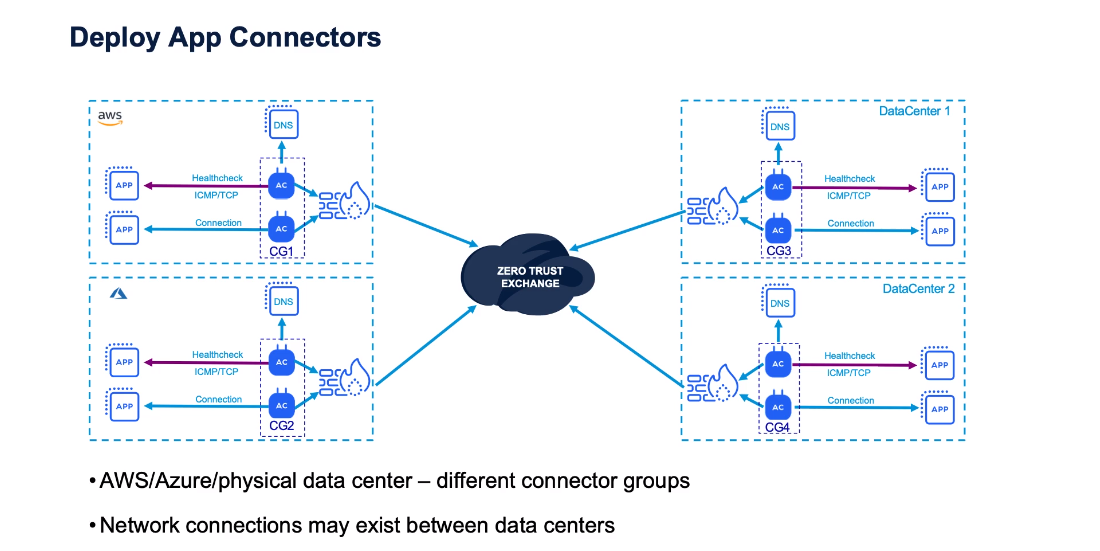 Deploy App Connectors
aws
DNS
APP
Healthcheck
ICMP/TCP
AC
APP
Connection
AC
CG1
DataCenter 1
DNS
AC
Healthcheck
ICMP/TCP
APP
AC
Connection
APP
CG3
ZERO TRUST
EXCHANGE
DNS
APP
Healthcheck
ICMP/TCP
AC
APP
Connection
AC
CG2
DataCenter 2
DNS
AC
Healthcheck
ICMP/TCP
APP
AC
Connection
APP
CG4
•AWS/Azure/physical data center – different connector groups
•Network connections may exist between data centers